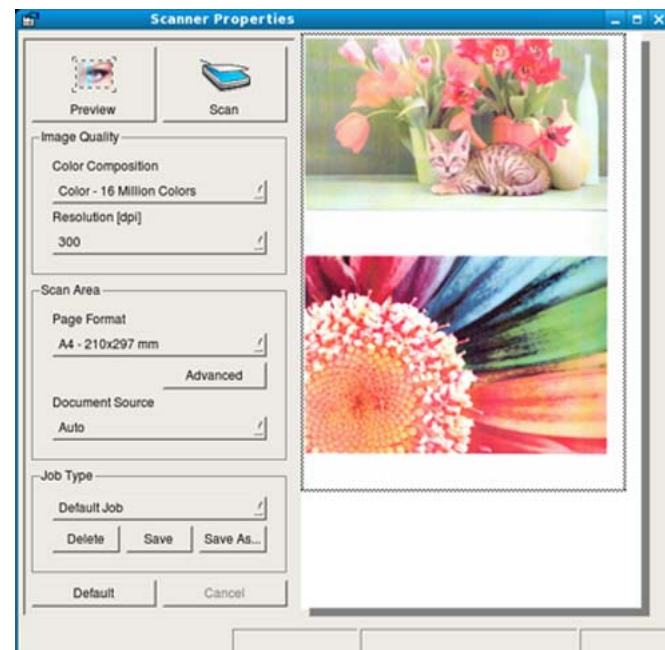 Scanner Properties
Preview
Scan
Image Quality
Color Composition
Color - 16 Million Colors
Resolution [dpi]
300
Scan Area
Page Format
A4 - 210x297 mm
Advanced
Document Source
Auto
Job Type
Default Job
Delete Save Save As...
Default Cancel